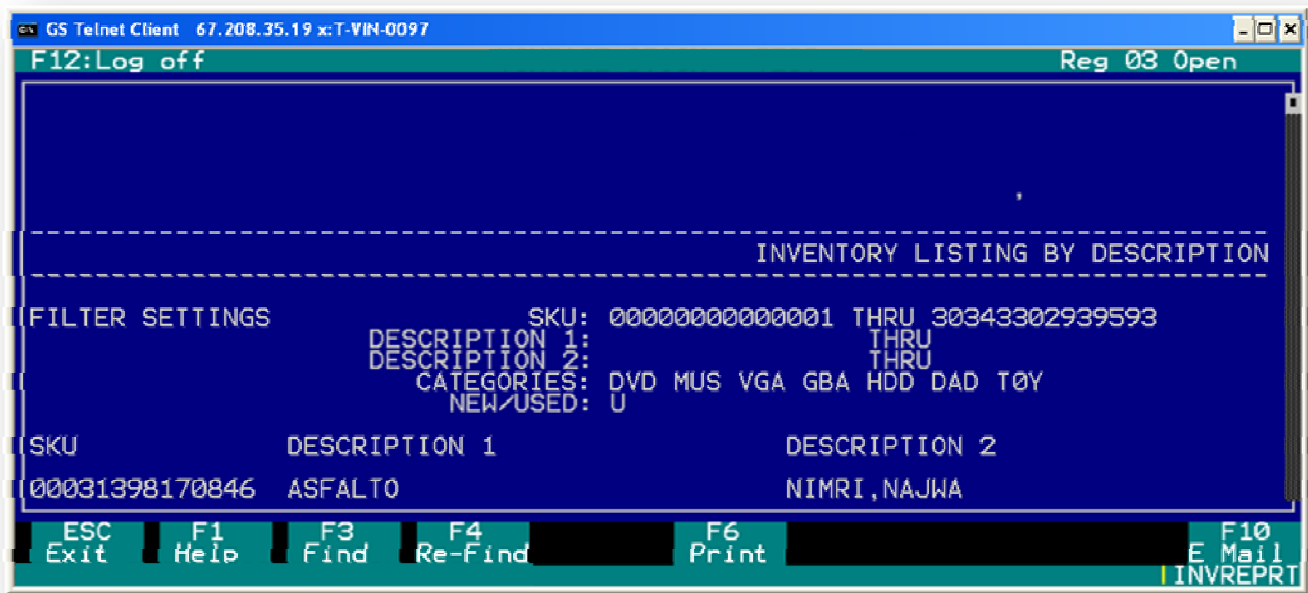 GS Telnet Client 67.208.35.19 x:T-VIN-0097
F12:Log off Reg 03 Open
INVENTORY LISTING BY DESCRIPTION
FILTER SETTINGS SKU: 00000000000001 THRU 30343302939593
DESCRIPTION 1: THRU
DESCRIPTION 2: THRU
CATEGORIES: DVD MUS VGA GBA HDD DAD T0Y
NEW/USED: U
SKU DESCRIPTION 1 DESCRIPTION 2
00031398170846 ASFALTO NIMRI,NAJWA
ESC F1 F3 F4 F6 F10
Exit Help Find Re-Find Print E Mail
INVREPRT